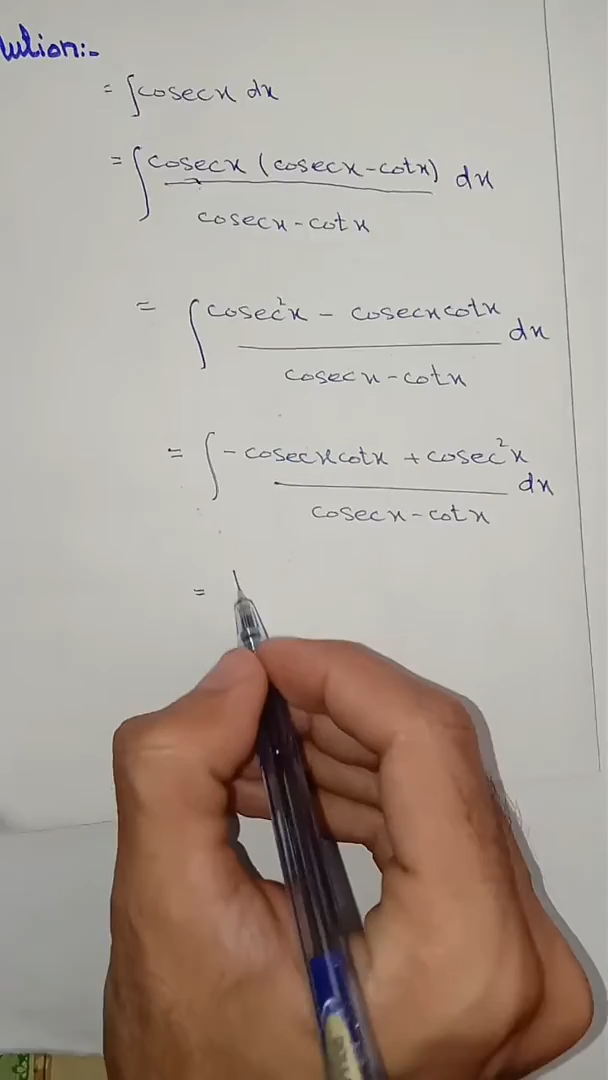 lution:-
= ∫cosecx dx
= ∫ cosecx (cosecx-cotx) dx
cosecx-cotx
= ∫ cosec²x - cosecxcotx dx
cosecx-cotx
= ∫ -cosecxcotx + cosec²x dx
cosecx-cotx
=